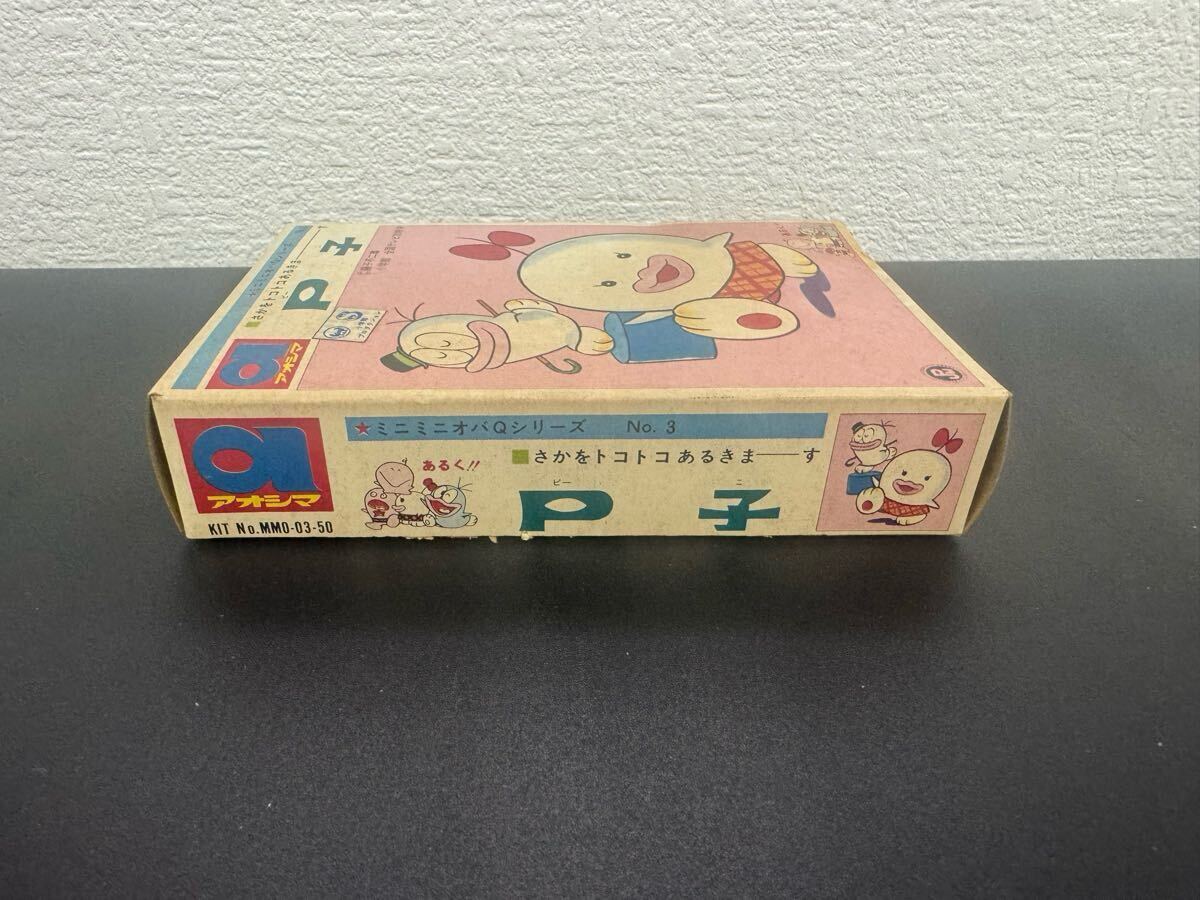 さかをトコトコあるきま――す
ピー
P子
アオシマ
a
アオシマ
KIT No.MMO-03-50
★ミニミニオバQシリーズ No. 3
さかをトコトコ あるきま――す
あるく!!
ピー コ
P 子